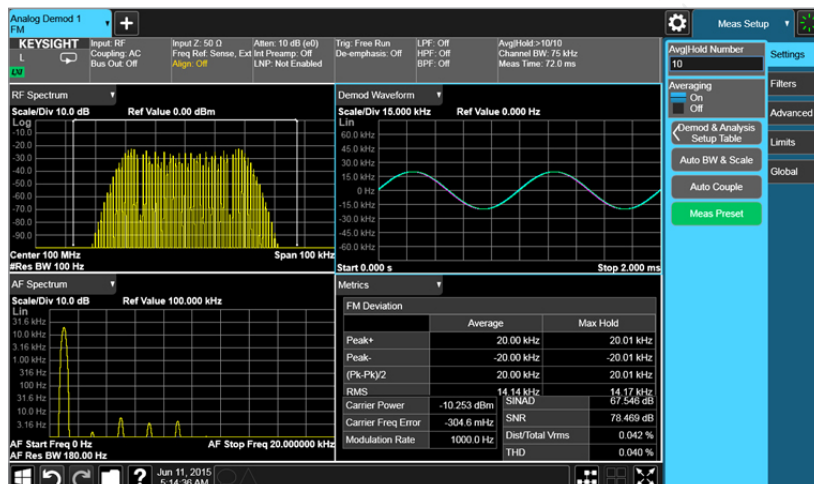 Analog Demod 1
FM
+
Meas Setup
KEYSIGHT
L
LXI
Input: RF
Coupling: AC
Bus Out: Off
Input Z: 50 Ω
Freq Ref: Sense, Ext
Align: Off
Atten: 10 dB (e0)
Int Preamp: Off
LNP: Not Enabled
Trig: Free Run
De-emphasis: Off
LPF: Off
HPF: Off
BPF: Off
Avg|Hold:>10/10
Channel BW: 75 kHz
Meas Time: 72.0 ms
Avg|Hold Number
10
Averaging
On
Off
Demod & Analysis
Setup Table
Auto BW & Scale
Auto Couple
Meas Preset
Settings
Filters
Advanced
Limits
Global
RF Spectrum
Scale/Div 10.0 dB
Ref Value 0.00 dBm
Log
-10.0
-20.0
-30.0
-40.0
-50.0
-60.0
-70.0
-80.0
-90.0
Center 100 MHz
#Res BW 100 Hz
Span 100 kHz
Demod Waveform
Scale/Div 15.000 kHz
Ref Value 0.000 Hz
Lin
60.0 kHz
45.0 kHz
30.0 kHz
15.0 kHz
0 Hz
-15.0 kHz
-30.0 kHz
-45.0 kHz
-60.0 kHz
Start 0.000 s
Stop 2.000 ms
AF Spectrum
Scale/Div 10.0 dB
Ref Value 100.000 kHz
Lin
31.6 kHz
10.0 kHz
3.16 kHz
1.00 kHz
316 Hz
100 Hz
31.6 Hz
10.0 Hz
3.16 Hz
AF Start Freq 0 Hz
AF Res BW 180.00 Hz
AF Stop Freq 20.000000 kHz
Metrics
FM Deviation
Average Max Hold
Peak+ 20.00 kHz 20.01 kHz
Peak- -20.00 kHz -20.01 kHz
(Pk-Pk)/2 20.00 kHz 20.01 kHz
RMS 14.14 kHz 14.17 kHz
Carrier Power -10.253 dBm
Carrier Freq Error -304.6 mHz
Modulation Rate 1000.0 Hz
SINAD 67.546 dB
SNR 78.469 dB
Dist/Total Vrms 0.042 %
THD 0.040 %
?
Jun 11, 2015
5:14:36 AM